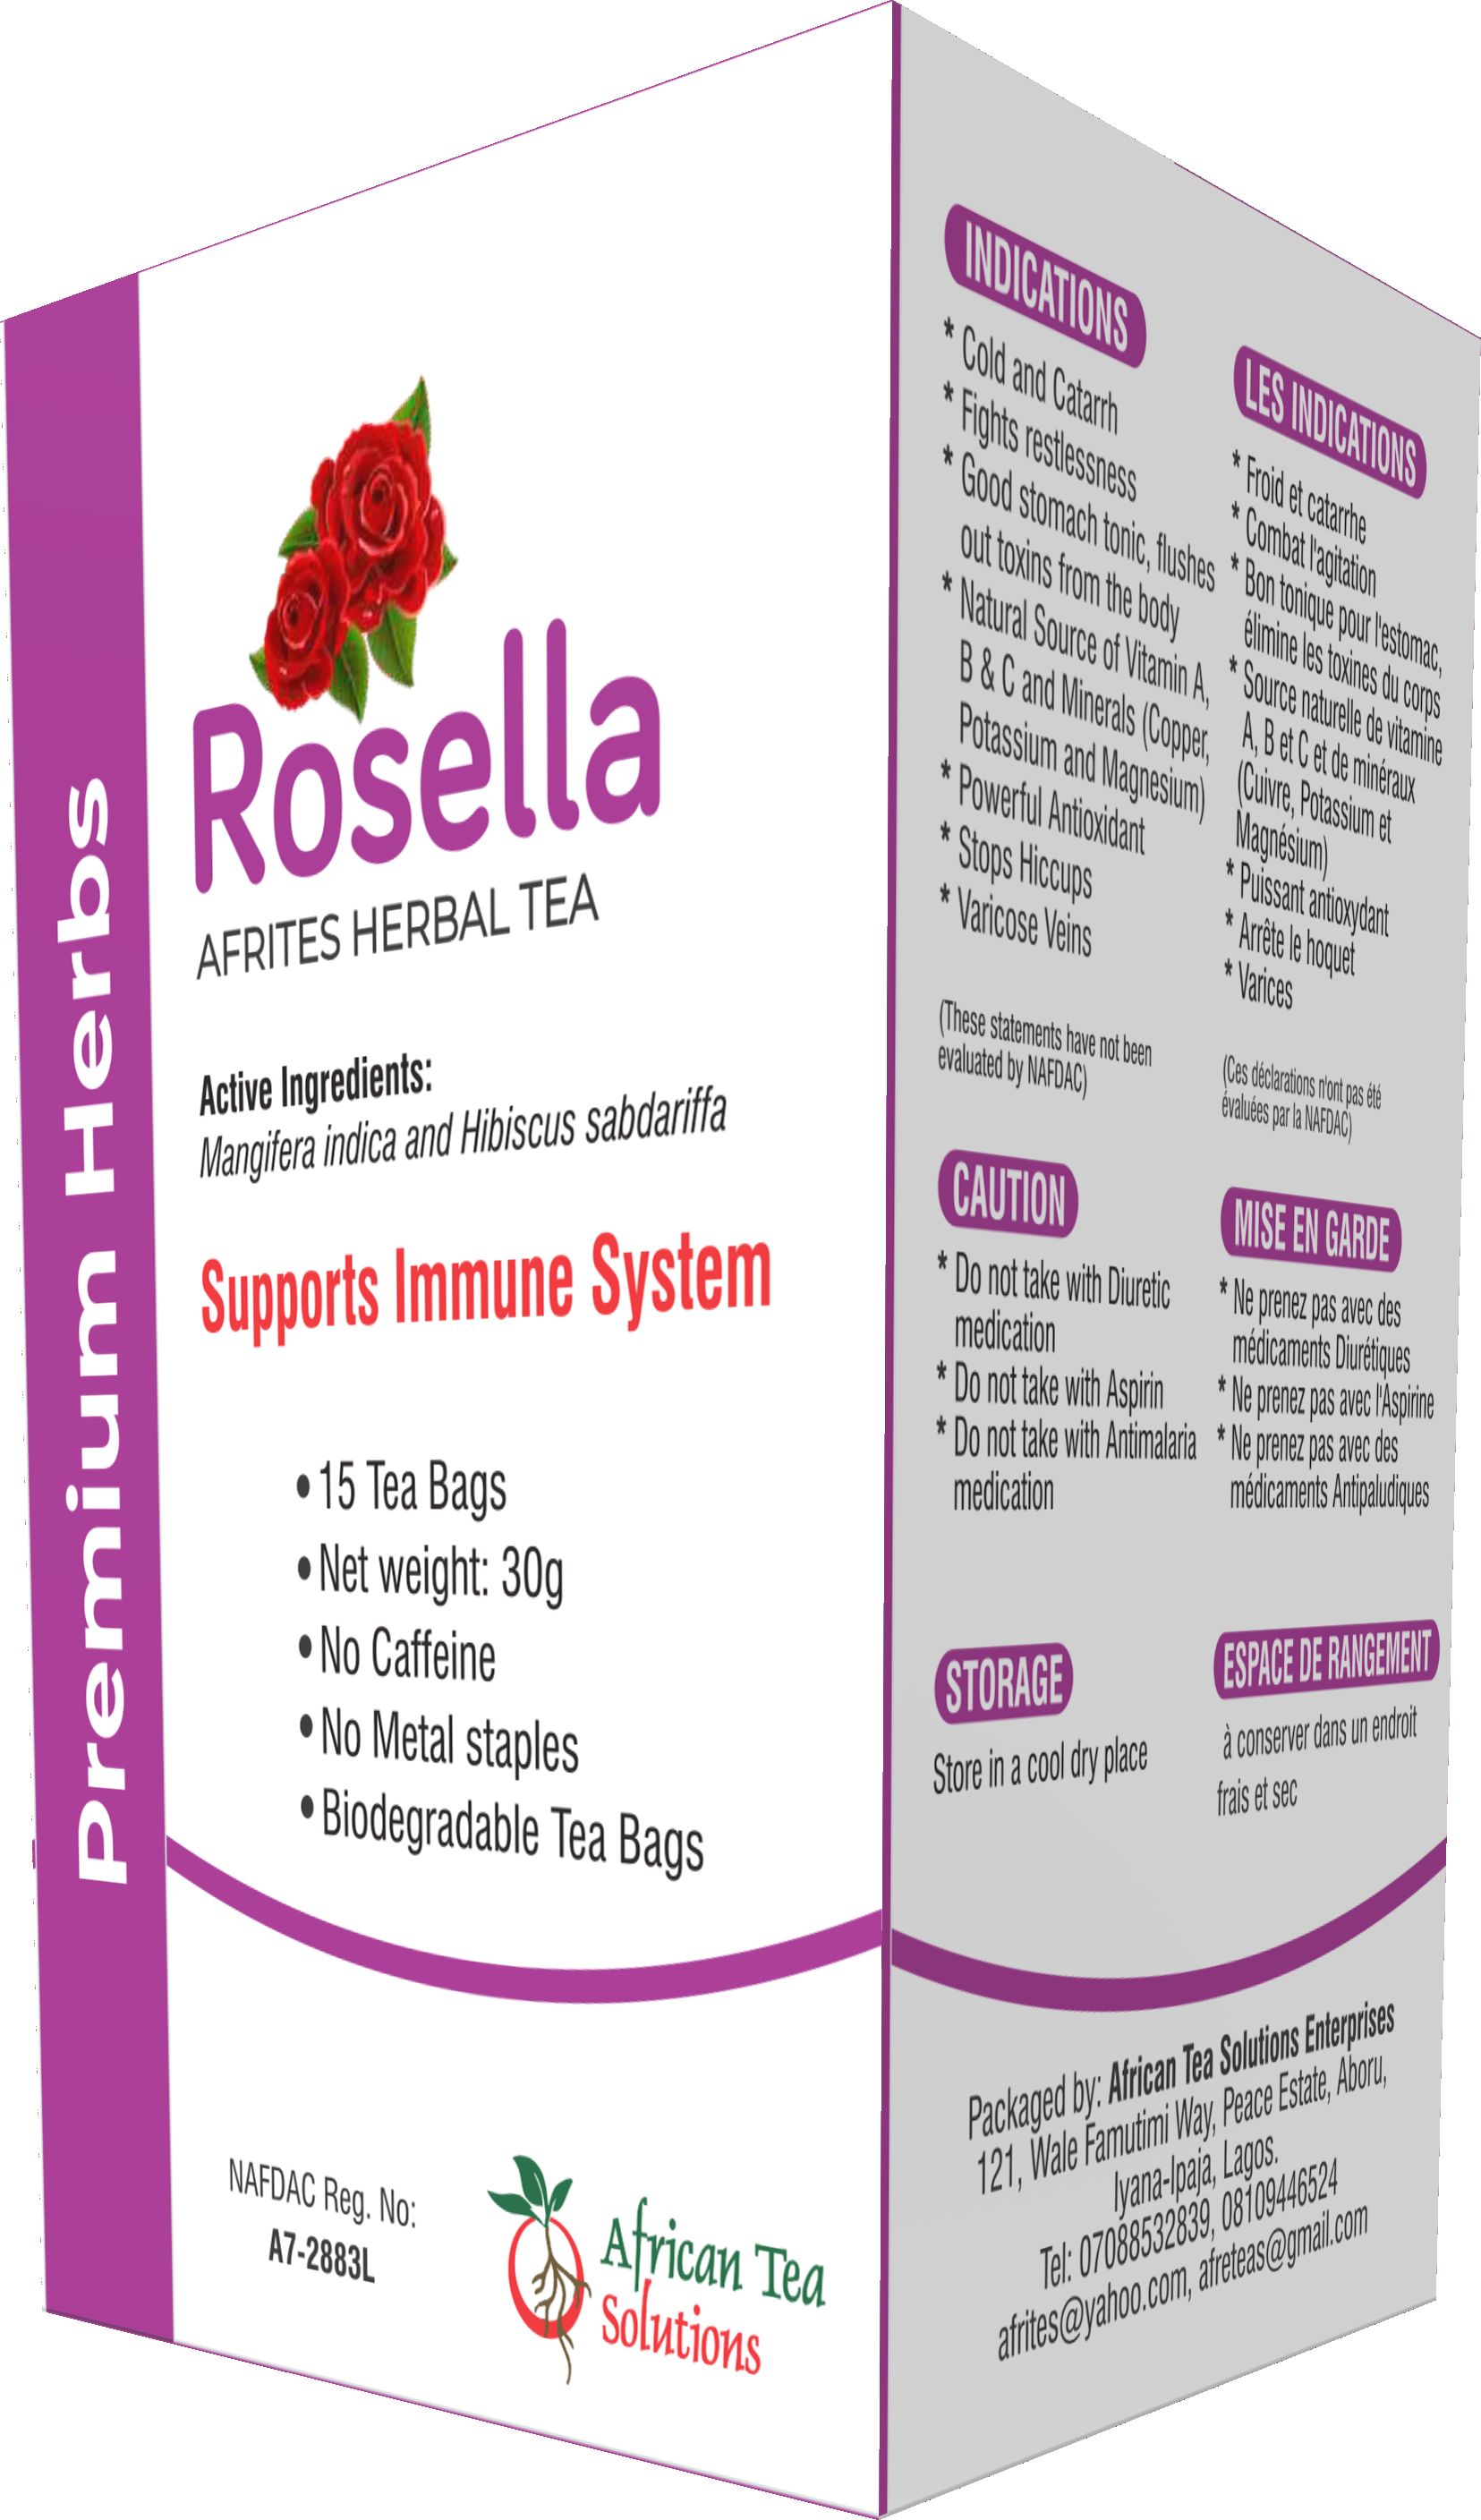 Premium Herbs
Rosella
AFRITES HERBAL TEA
Active Ingredients:
Mangifera indica and Hibiscus sabdariffa
Supports Immune System
• 15 Tea Bags
• Net weight: 30g
• No Caffeine
• No Metal staples
• Biodegradable Tea Bags
NAFDAC Reg. No:
A7-2883L
African Tea
Solutions
INDICATIONS
* Cold and Catarrh
* Fights restlessness
* Good stomach tonic, flushes
out toxins from the body
* Natural Source of Vitamin A,
B & C and Minerals (Copper,
Potassium and Magnesium)
* Powerful Antioxidant
* Stops Hiccups
* Varicose Veins
(These statements have not been
evaluated by NAFDAC)
CAUTION
* Do not take with Diuretic
medication
* Do not take with Aspirin
* Do not take with Antimalaria
medication
STORAGE
Store in a cool dry place
LES INDICATIONS
* Froid et catarrhe
* Combat l'agitation
* Bon tonique pour l'estomac,
élimine les toxines du corps
* Source naturelle de vitamine
A, B et C et de minéraux
(Cuivre, Potassium et
Magnésium)
* Puissant antioxydant
* Arrête le hoquet
* Varices
(Ces déclarations n'ont pas été
évaluées par la NAFDAC)
MISE EN GARDE
* Ne prenez pas avec des
médicaments Diurétiques
* Ne prenez pas avec l'Aspirine
* Ne prenez pas avec des
médicaments Antipaludiques
ESPACE DE RANGEMENT
à conserver dans un endroit
frais et sec
Packaged by: African Tea Solutions Enterprises
121, Wale Famutimi Way, Peace Estate, Aboru,
Iyana-Ipaja, Lagos.
Tel: 07088532839, 08109446524
afrites@yahoo.com, afreteas@gmail.com